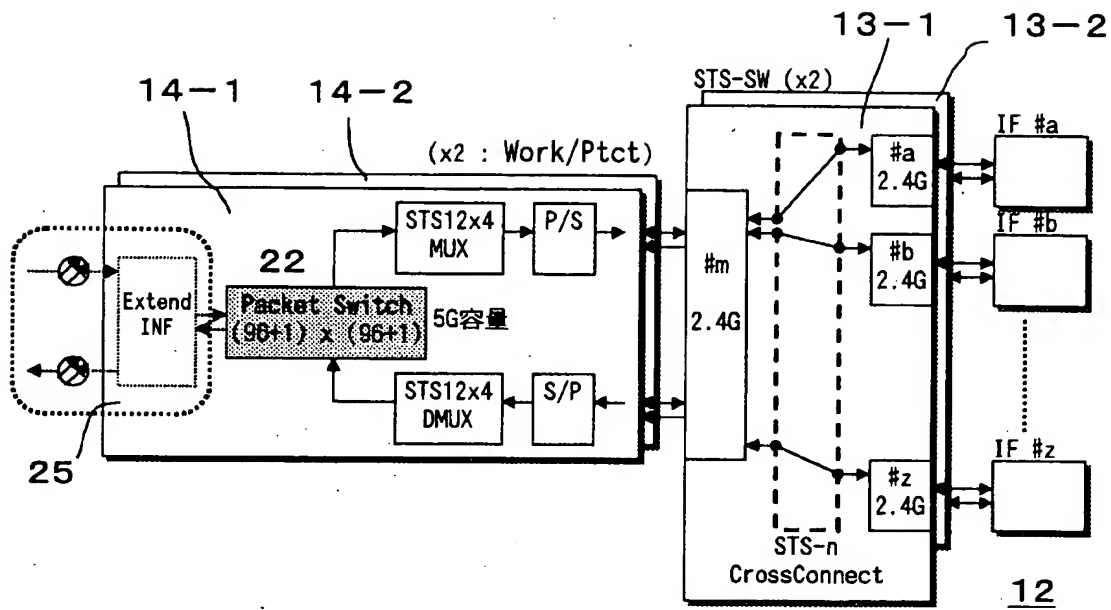 13-1
13-2
14-1
14-2
STS-SW (x2)
(x2 : Work/Ptct)
IF #a
#a
2.4G
IF #b
#b
2.4G
STS12x4
MUX
P/S
#m
2.4G
22
Extend
INF
Packet Switch
(96+1) x (96+1)
5G容量
STS12x4
DMUX
S/P
25
IF #z
#z
2.4G
STS-n
CrossConnect
12